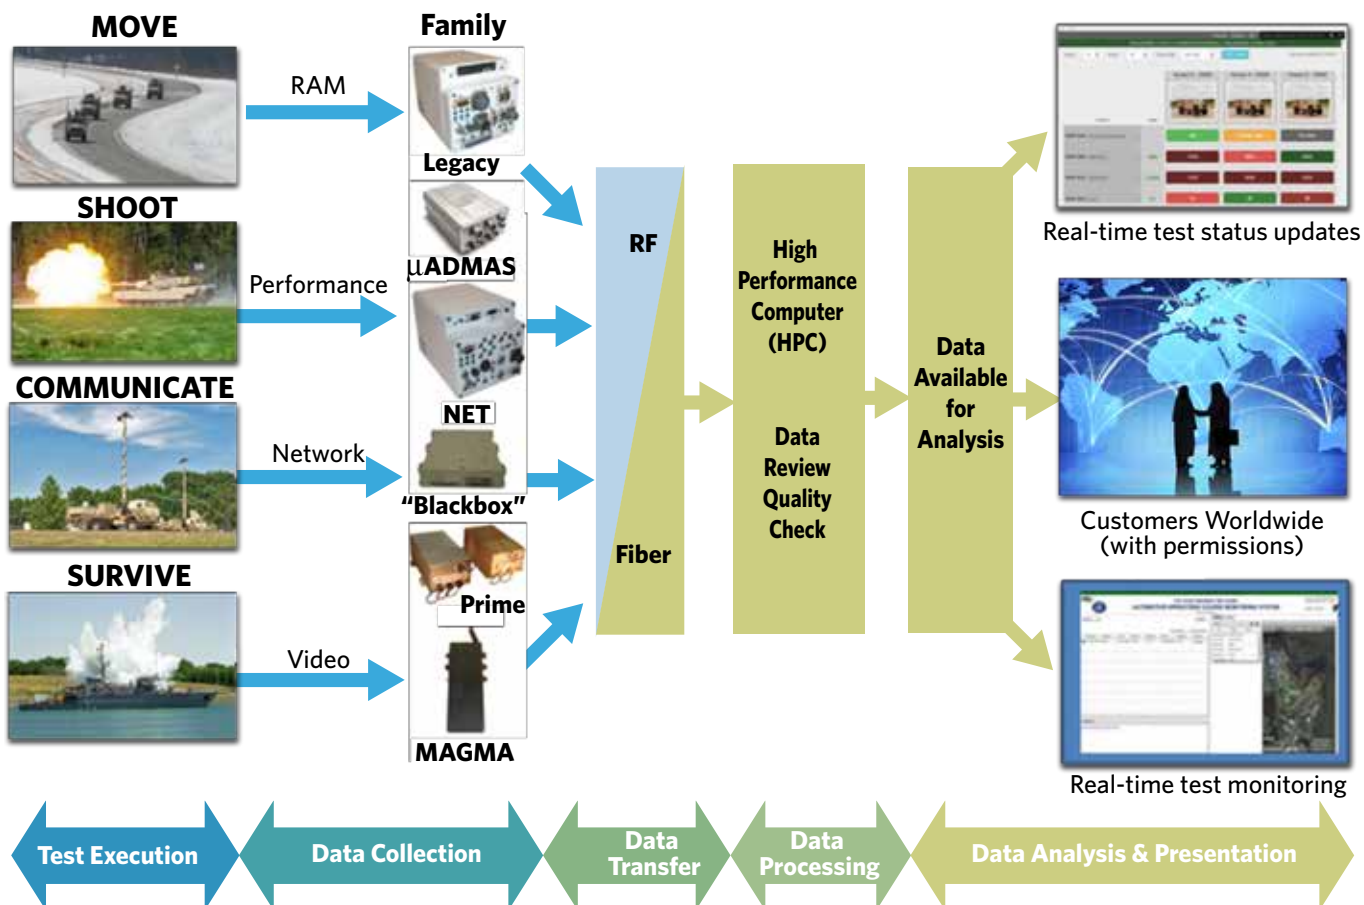 MOVE
RAM
Family
Legacy
SHOOT
Performance
μADMAS
COMMUNICATE
Network
NET
"Blackbox"
SURVIVE
Video
Prime
MAGMA
RF
Fiber
High
Performance
Computer
(HPC)
Data
Review
Quality
Check
Data
Available
for
Analysis
Real-time test status updates
Customers Worldwide
(with permissions)
Real-time test monitoring
Test Execution
Data Collection
Data
Transfer
Data
Processing
Data Analysis & Presentation